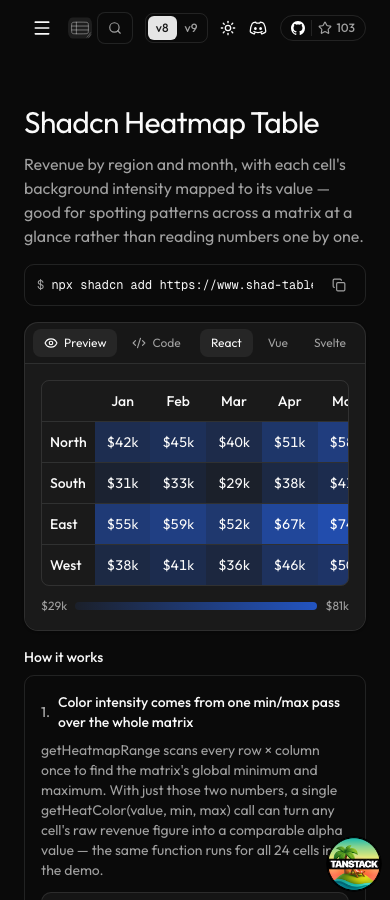 v8 v9 103
Shadcn Heatmap Table
Revenue by region and month, with each cell's
background intensity mapped to its value —
good for spotting patterns across a matrix at a
glance rather than reading numbers one by one.
$ npx shadcn add https://www.shad-table
Preview Code React Vue Svelte
Jan Feb Mar Apr
North $42k $45k $40k $51k
South $31k $33k $29k $38k
East $55k $59k $52k $67k
West $38k $41k $36k $46k
$29k $81k
How it works
1. Color intensity comes from one min/max pass
over the whole matrix
getHeatmapRange scans every row × column
once to find the matrix's global minimum and
maximum. With just those two numbers, a single
getHeatColor(value, min, max) call can turn any
cell's raw revenue figure into a comparable alpha
value — the same function runs for all 24 cells in
the demo.
TANSTACK